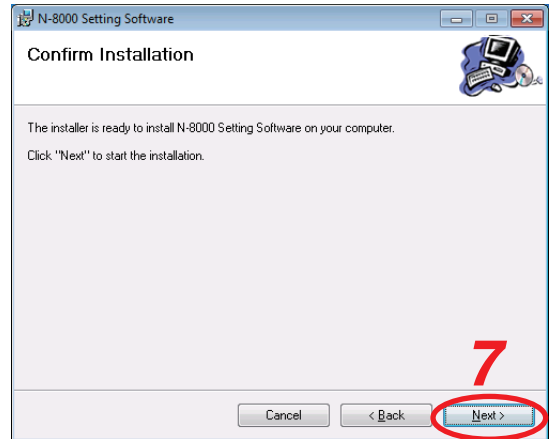 N-8000 Setting Software
Confirm Installation
The installer is ready to install N-8000 Setting Software on your computer.
Click "Next" to start the installation.
7
Cancel
< Back
Next >